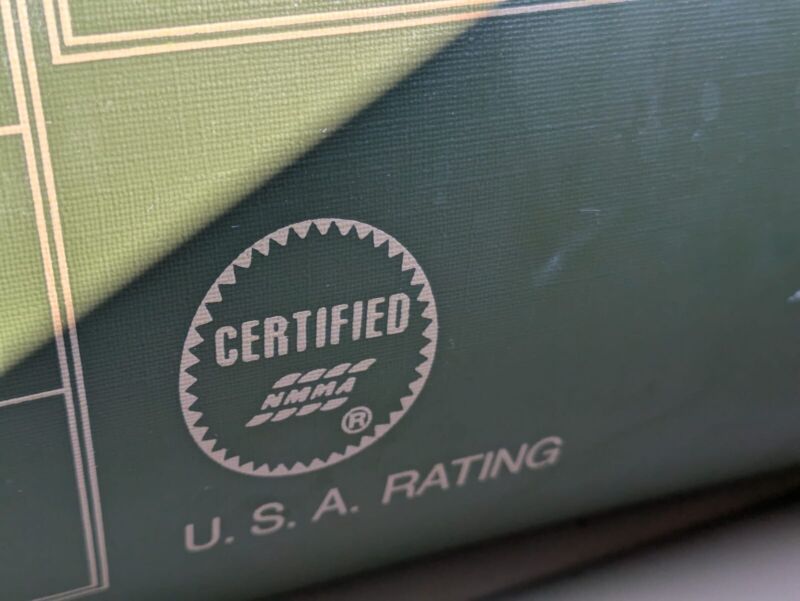 CERTIFIED
NMMA
®
U. S. A. RATING